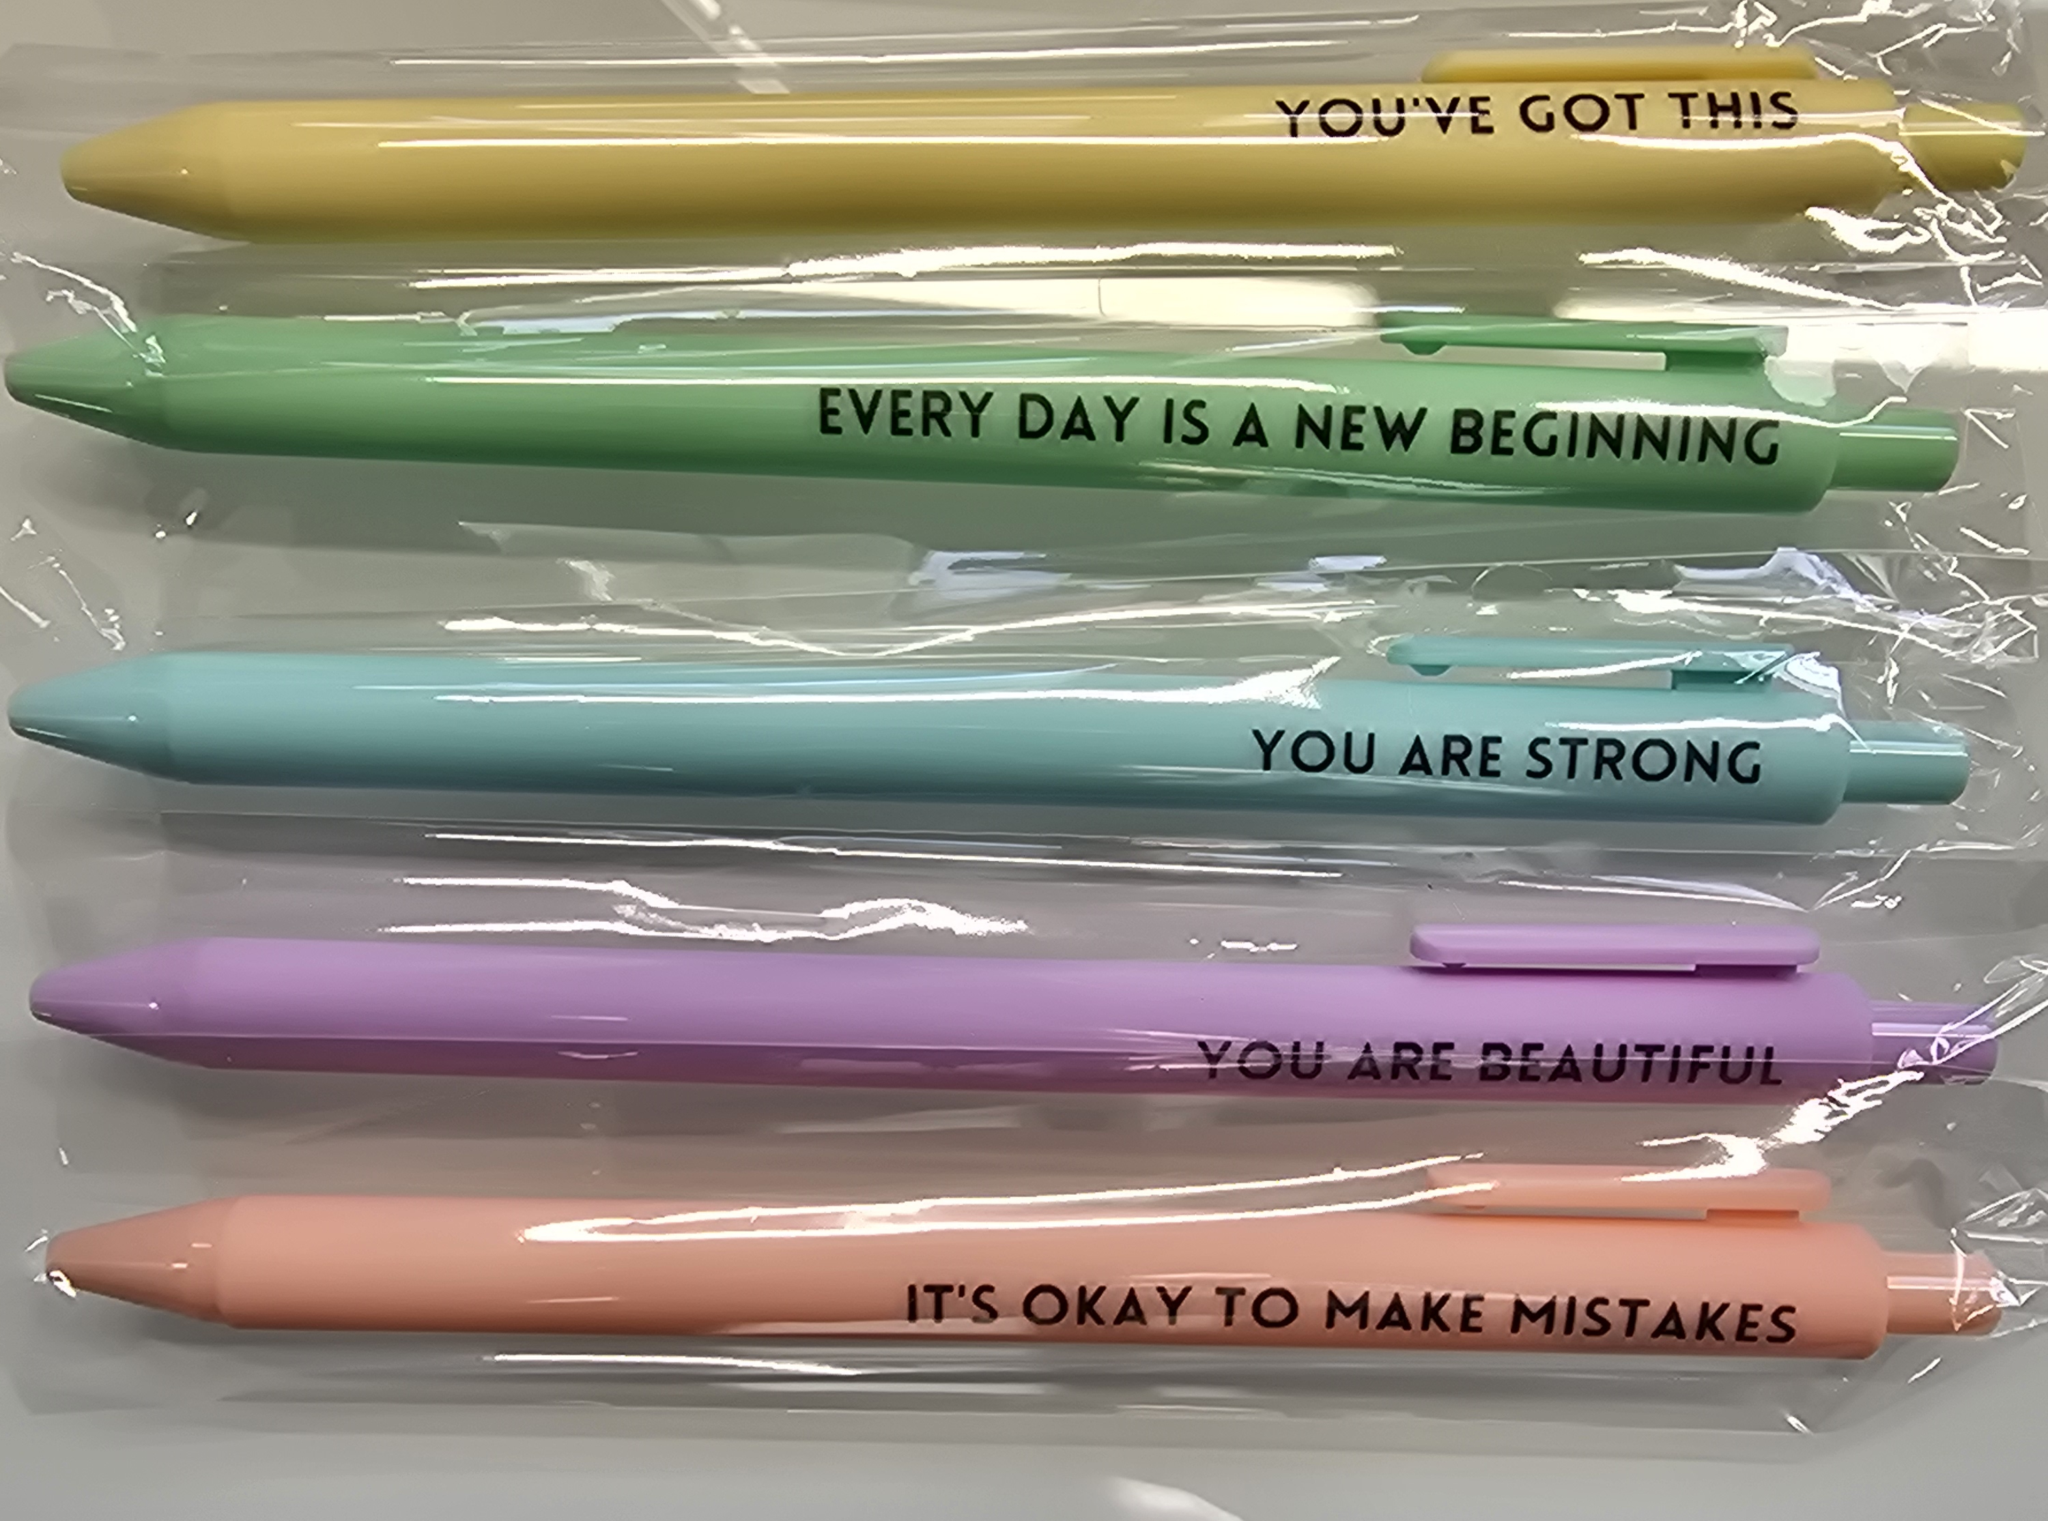 YOU'VE GOT THIS
EVERY DAY IS A NEW BEGINNING
YOU ARE STRONG
YOU ARE BEAUTIFUL
IT'S OKAY TO MAKE MISTAKES